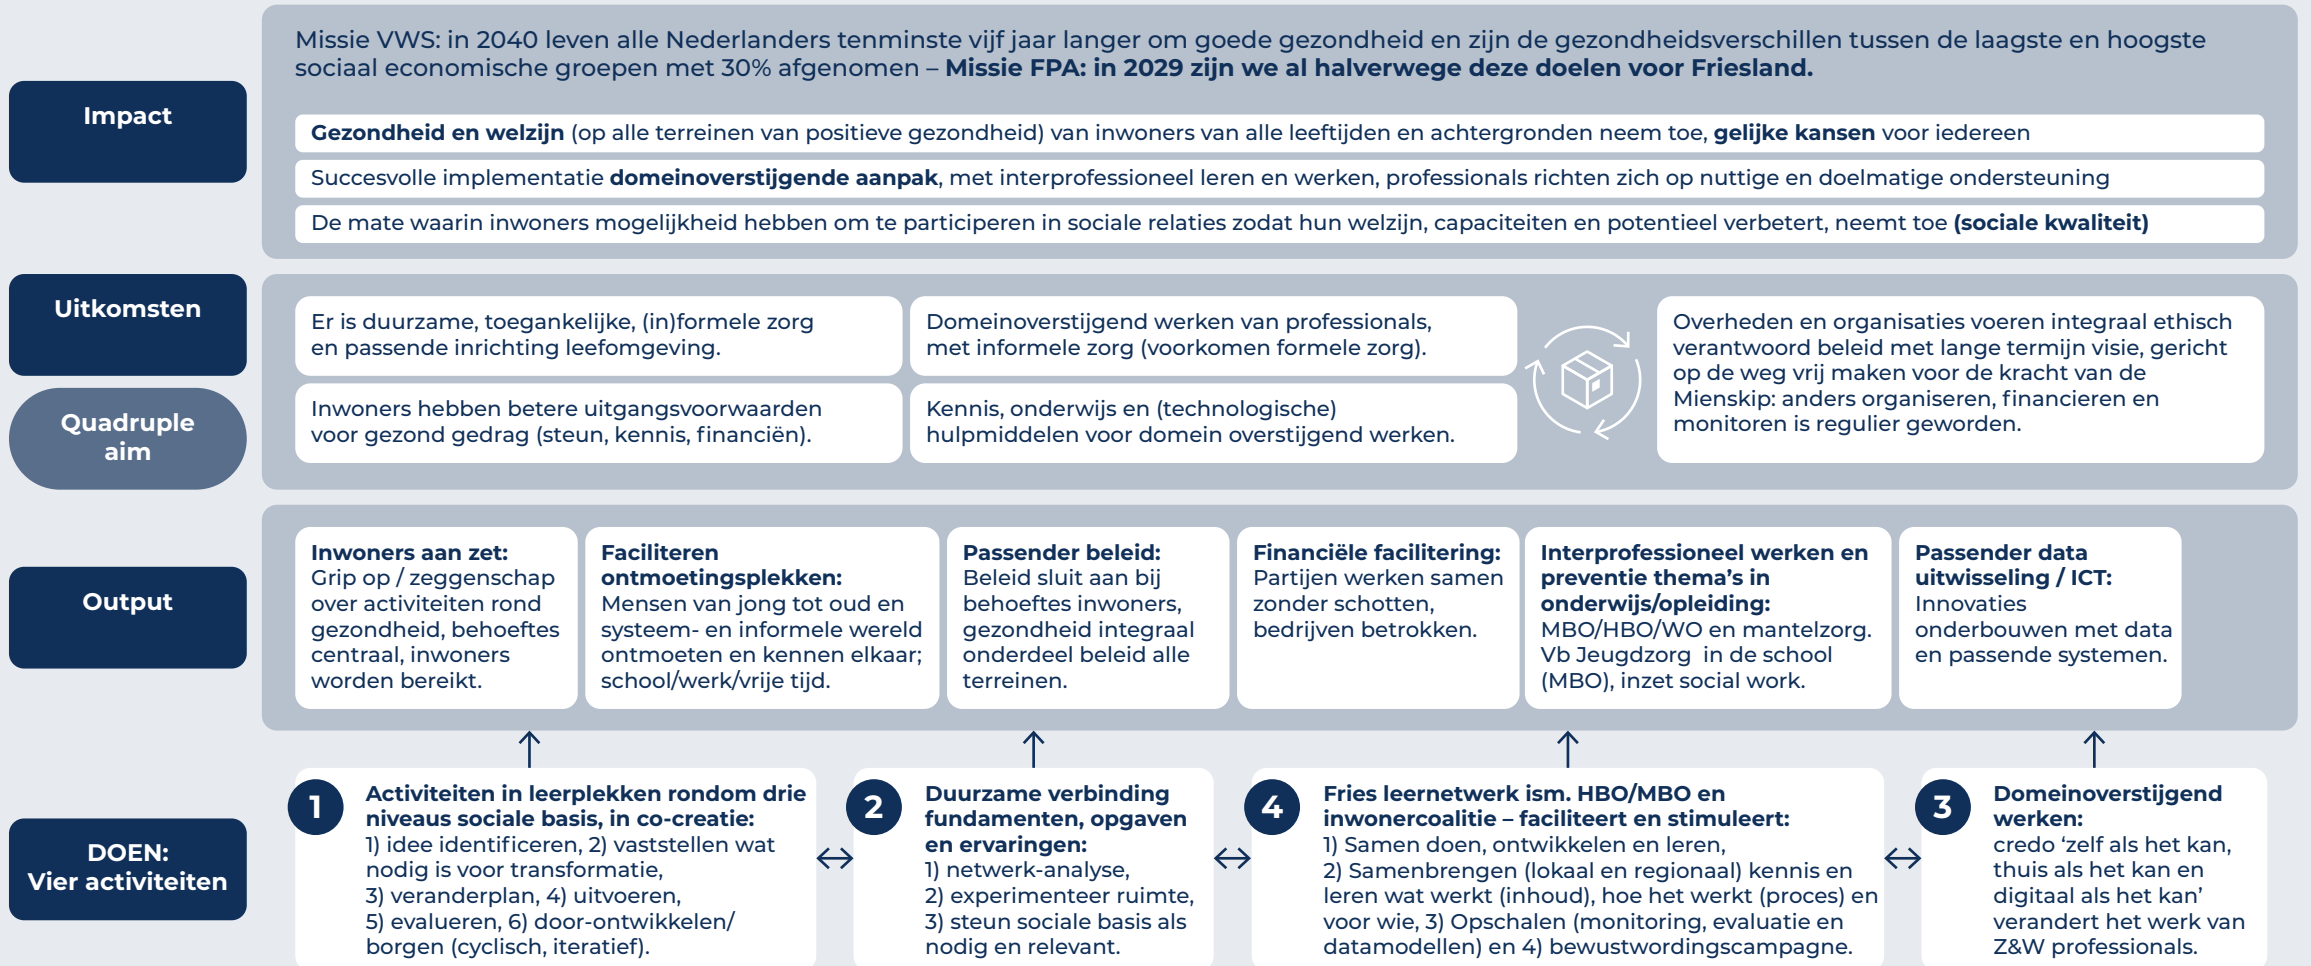 Impact
Missie VWS: in 2040 leven alle Nederlanders tenminste vijf jaar langer om goede gezondheid en zijn de gezondheidsverschillen tussen de laagste en hoogste
sociaal economische groepen met 30% afgenomen – Missie FPA: in 2029 zijn we al halverwege deze doelen voor Friesland.
Gezondheid en welzijn (op alle terreinen van positieve gezondheid) van inwoners van alle leeftijden en achtergronden neem toe, gelijke kansen voor iedereen
Succesvolle implementatie domeinoverstijgende aanpak, met interprofessioneel leren en werken, professionals richten zich op nuttige en doelmatige ondersteuning
De mate waarin inwoners mogelijkheid hebben om te participeren in sociale relaties zodat hun welzijn, capaciteiten en potentieel verbetert, neemt toe (sociale kwaliteit)
Uitkomsten
Quadruple
aim
Er is duurzame, toegankelijke, (in)formele zorg
en passende inrichting leefomgeving.
Domeinoverstijgend werken van professionals,
met informele zorg (voorkomen formele zorg).
Inwoners hebben betere uitgangsvoorwaarden
voor gezond gedrag (steun, kennis, financiën).
Kennis, onderwijs en (technologische)
hulpmiddelen voor domein overstijgend werken.
Overheden en organisaties voeren integraal ethisch
verantwoord beleid met lange termijn visie, gericht
op de weg vrij maken voor de kracht van de
Mienskip: anders organiseren, financieren en
monitoren is regulier geworden.
Output
Inwoners aan zet:
Grip op / zeggenschap
over activiteiten rond
gezondheid, behoeftes
centraal, inwoners
worden bereikt.
Faciliteren
ontmoetingsplekken:
Mensen van jong tot oud en
systeem- en informele wereld
ontmoeten en kennen elkaar;
school/werk/vrije tijd.
Passender beleid:
Beleid sluit aan bij
behoeftes inwoners,
gezondheid integraal
onderdeel beleid alle
terreinen.
Financiële facilitering:
Partijen werken samen
zonder schotten,
bedrijven betrokken.
Interprofessioneel werken en
preventie thema's in
onderwijs/opleiding:
MBO/HBO/WO en mantelzorg.
Vb Jeugdzorg in de school
(MBO), inzet social work.
Passender data
uitwisseling / ICT:
Innovaties
onderbouwen met data
en passende systemen.
DOEN:
Vier activiteiten
1
Activiteiten in leerplekken rondom drie
niveaus sociale basis, in co-creatie:
1) idee identificeren, 2) vaststellen wat
nodig is voor transformatie,
3) veranderplan, 4) uitvoeren,
5) evalueren, 6) door-ontwikkelen/
borgen (cyclisch, iteratief).
2
Duurzame verbinding
fundamenten, opgaven
en ervaringen:
1) netwerk-analyse,
2) experimenteer ruimte,
3) steun sociale basis als
nodig en relevant.
4
Fries leernetwerk ism. HBO/MBO en
inwonercoalitie – faciliteert en stimuleert:
1) Samen doen, ontwikkelen en leren,
2) Samenbrengen (lokaal en regionaal) kennis en
leren wat werkt (inhoud), hoe het werkt (proces) en
voor wie, 3) Opschalen (monitoring, evaluatie en
datamodellen) en 4) bewustwordingscampagne.
3
Domeinoverstijgend
werken:
credo ‘zelf als het kan,
thuis als het kan en
digitaal als het kan’
verandert het werk van
Z&W professionals.